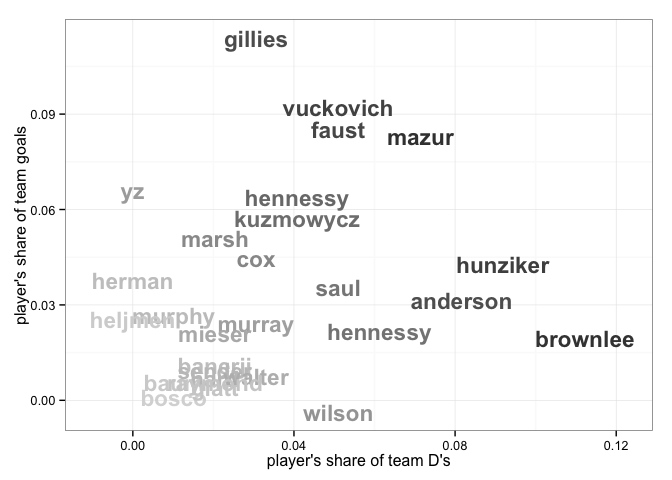 gillies
vuckovich
faust
mazur
yz
hennessy
kuzmowycz
marsh
cox
hunziker
herman
saul
anderson
murphy
murray
mieser
hennessy
brownlee
walter
bosco
wilson
0.09
0.06
0.03
0.00
player's share of team goals
0.00 0.04 0.08 0.12
player's share of team D's